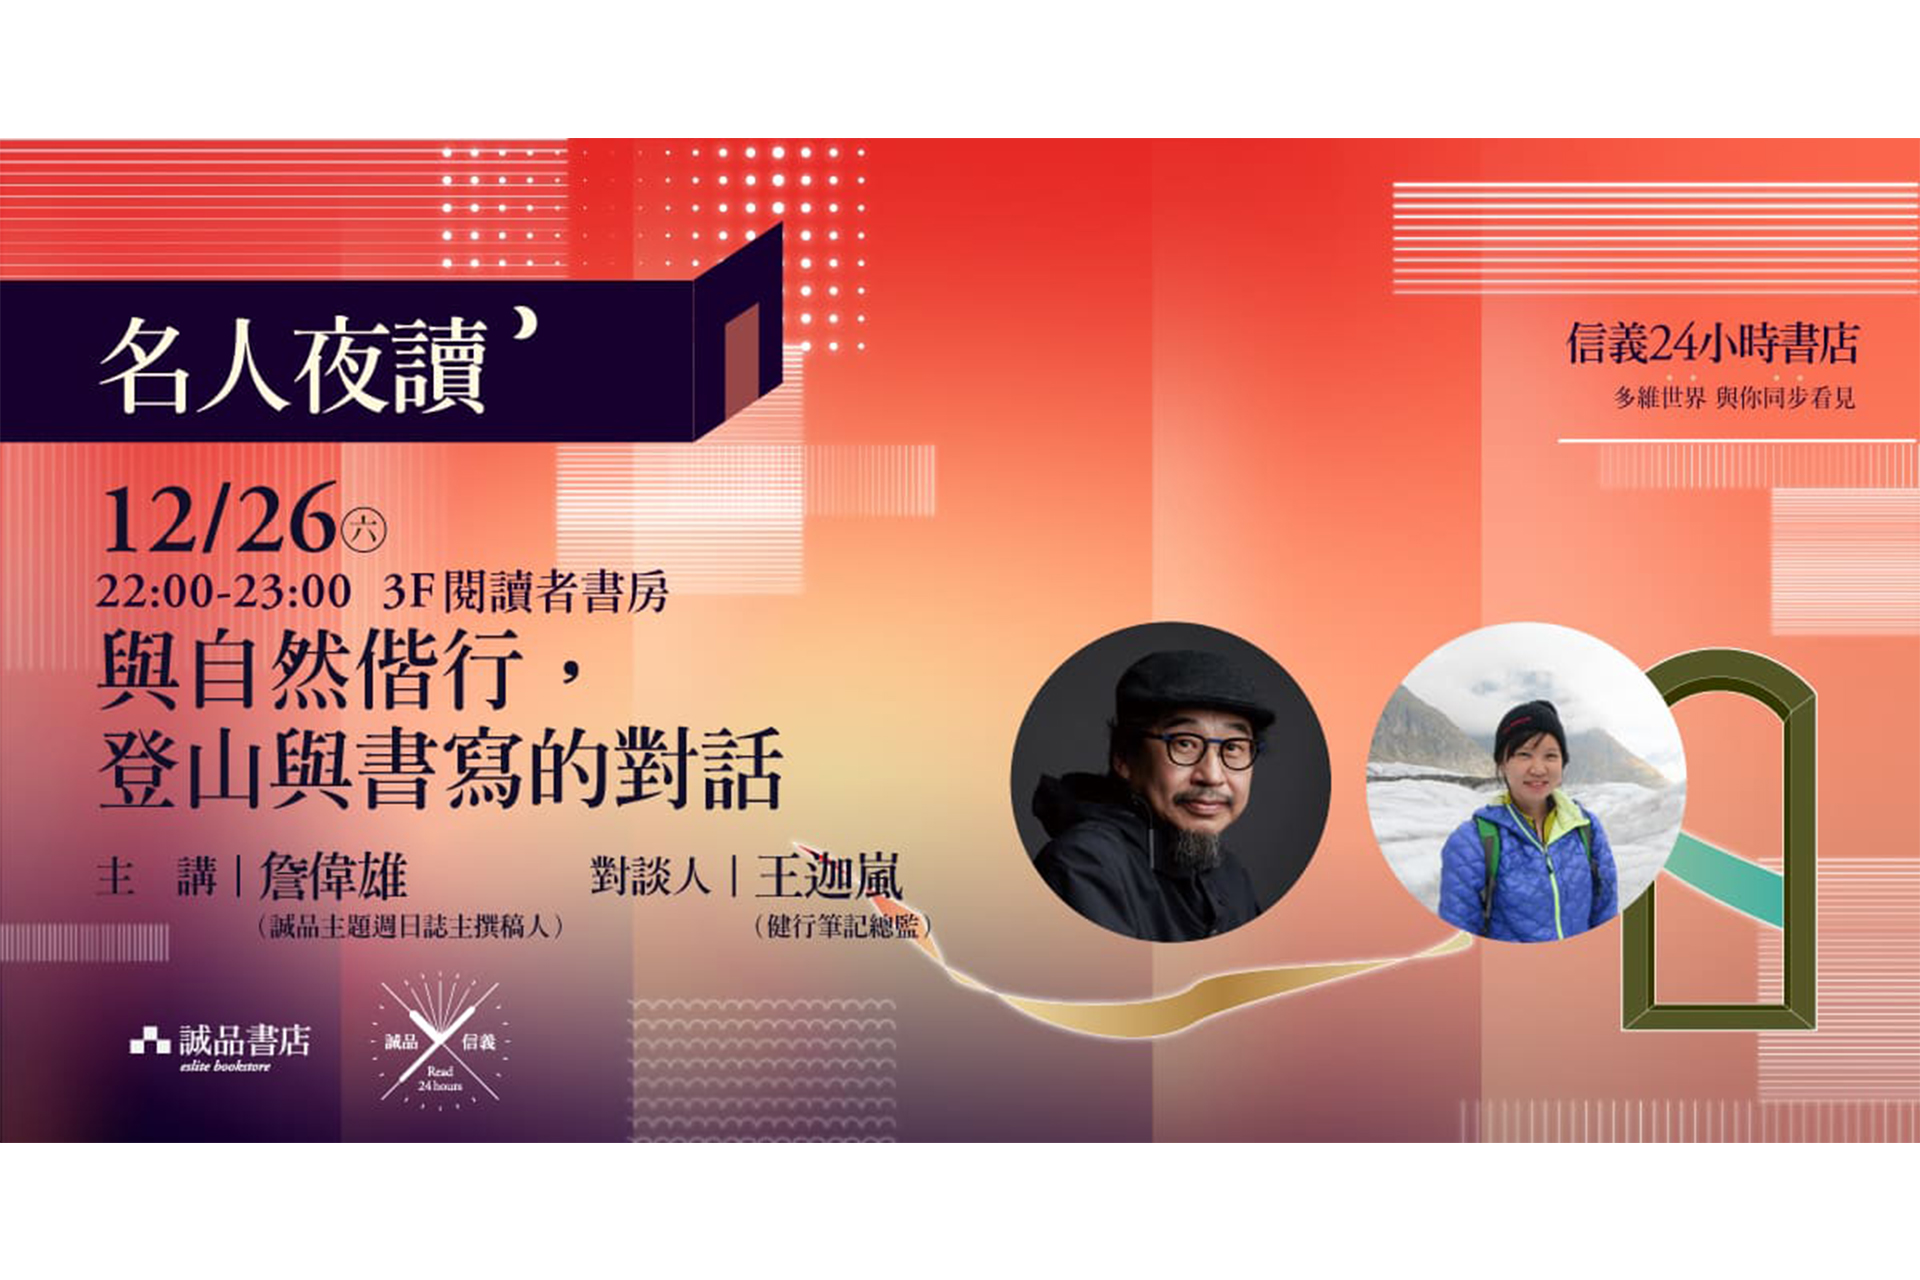 名人夜讀
信義24小時書店
多維世界 與你同步看見
12/26㊅
22:00-23:00 3F閱讀者書房
與自然偕行，
登山與書寫的對話
主 講｜詹偉雄
（誠品主題週日誌主撰稿人）
對談人｜王迦嵐
（健行筆記總監）
誠品書店
eslite bookstore
誠品 信義
Read
24 hours